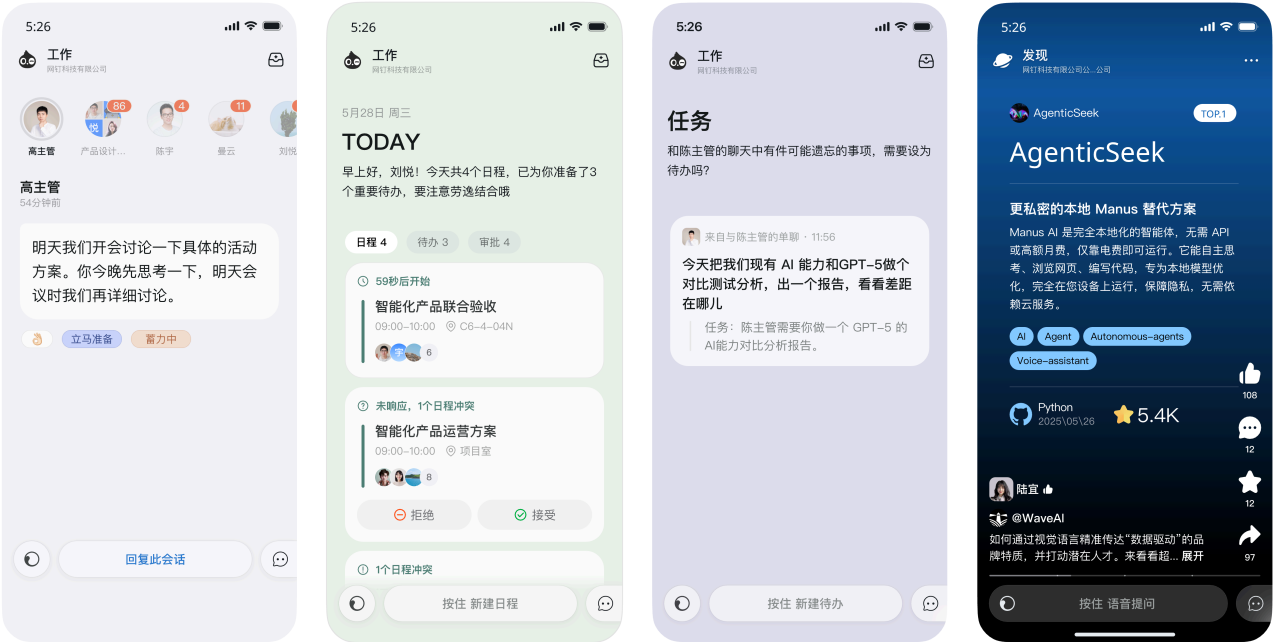 5:26
工作
网钉科技有限公司
86
4
11
悦
高主管
产品设计...
陈宇
曼云
刘悦
高主管
54分钟前
明天我们开会讨论一下具体的活动
方案。你今晚先思考一下，明天会
议时我们再详细讨论。
👌
立马准备
蓄力中
回复此会话
5:26
工作
网钉科技有限公司
5月28日 周三
TODAY
早上好，刘悦！今天共4个日程，已为你准备了3
个重要待办，要注意劳逸结合哦
日程 4
待办 3
审批 4
59秒后开始
智能化产品联合验收
09:00-10:00
C6-4-04N
宇
6
未响应，1个日程冲突
智能化产品运营方案
09:00-10:00
项目室
8
拒绝
接受
1个日程冲突
按住 新建日程
5:26
工作
网钉科技有限公司
任务
和陈主管的聊天中有件可能遗忘的事项，需要设为
待办吗？
来自与陈主管的单聊 · 11:56
今天把我们现有 AI 能力和GPT-5做个
对比测试分析，出一个报告，看看差距
在哪儿
任务：陈主管需要你做一个 GPT-5 的
AI能力对比分析报告。
按住 新建待办
5:26
发现
网钉科技有限公司公...公司
AgenticSeek
TOP.1
AgenticSeek
更私密的本地 Manus 替代方案
Manus AI 是完全本地化的智能体，无需 API
或高额月费，仅靠电费即可运行。它能自主思
考、浏览网页、编写代码，专为本地模型优
化，完全在您设备上运行，保障隐私，无需依
赖云服务。
AI
Agent
Autonomous-agents
Voice-assistant
108
Python
2025\05\26
5.4K
12
12
97
陆宜
@WaveAI
如何通过视觉语言精准传达“数据驱动”的品
牌特质，并打动潜在人才。来看看超... 展开
按住 语音提问